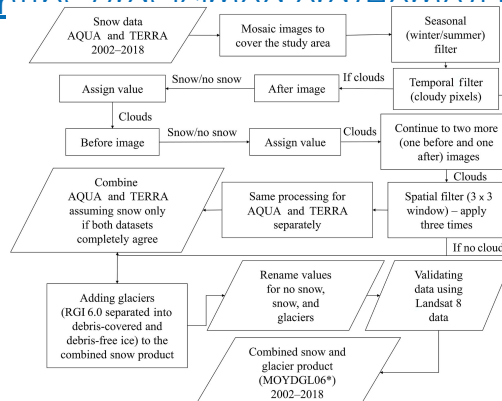 Snow data
AQUA and TERRA
2002–2018
Mosaic images to
cover the study area
Seasonal
(winter/summer)
filter
Temporal filter
(cloudy pixels)
If clouds
After image
Snow/no snow
Assign value
Clouds
Before image
Snow/no snow
Assign value
Clouds
Continue to two more
(one before and one
after) images
Clouds
Spatial filter (3 x 3
window) – apply
three times
Same processing for
AQUA and TERRA
separately
Combine
AQUA and TERRA
assuming snow only
if both datasets
completely agree
If no cloud
Adding glaciers
(RGI 6.0 separated into
debris-covered and
debris-free ice) to the
combined snow product
Rename values
for no snow,
snow, and
glaciers
Validating
data using
Landsat 8
data
Combined snow and
glacier product
(MOYDGL06*)
2002–2018